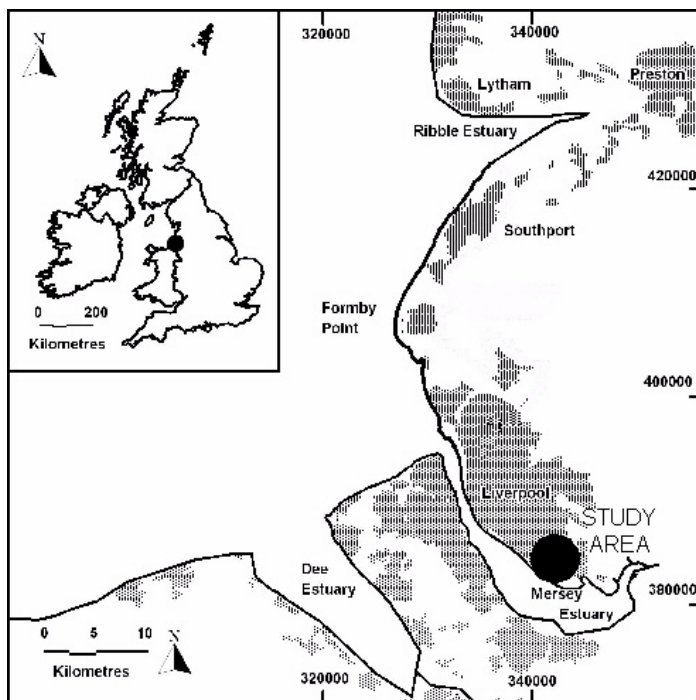 320000
340000
N
Lytham
Preston
Ribble Estuary
420000
Southport
0 200
Kilometres
Formby
Point
400000
Liverpool
STUDY
AREA
Dee
Estuary
Mersey
Estuary
380000
0 5 10
Kilometres
N
320000
340000